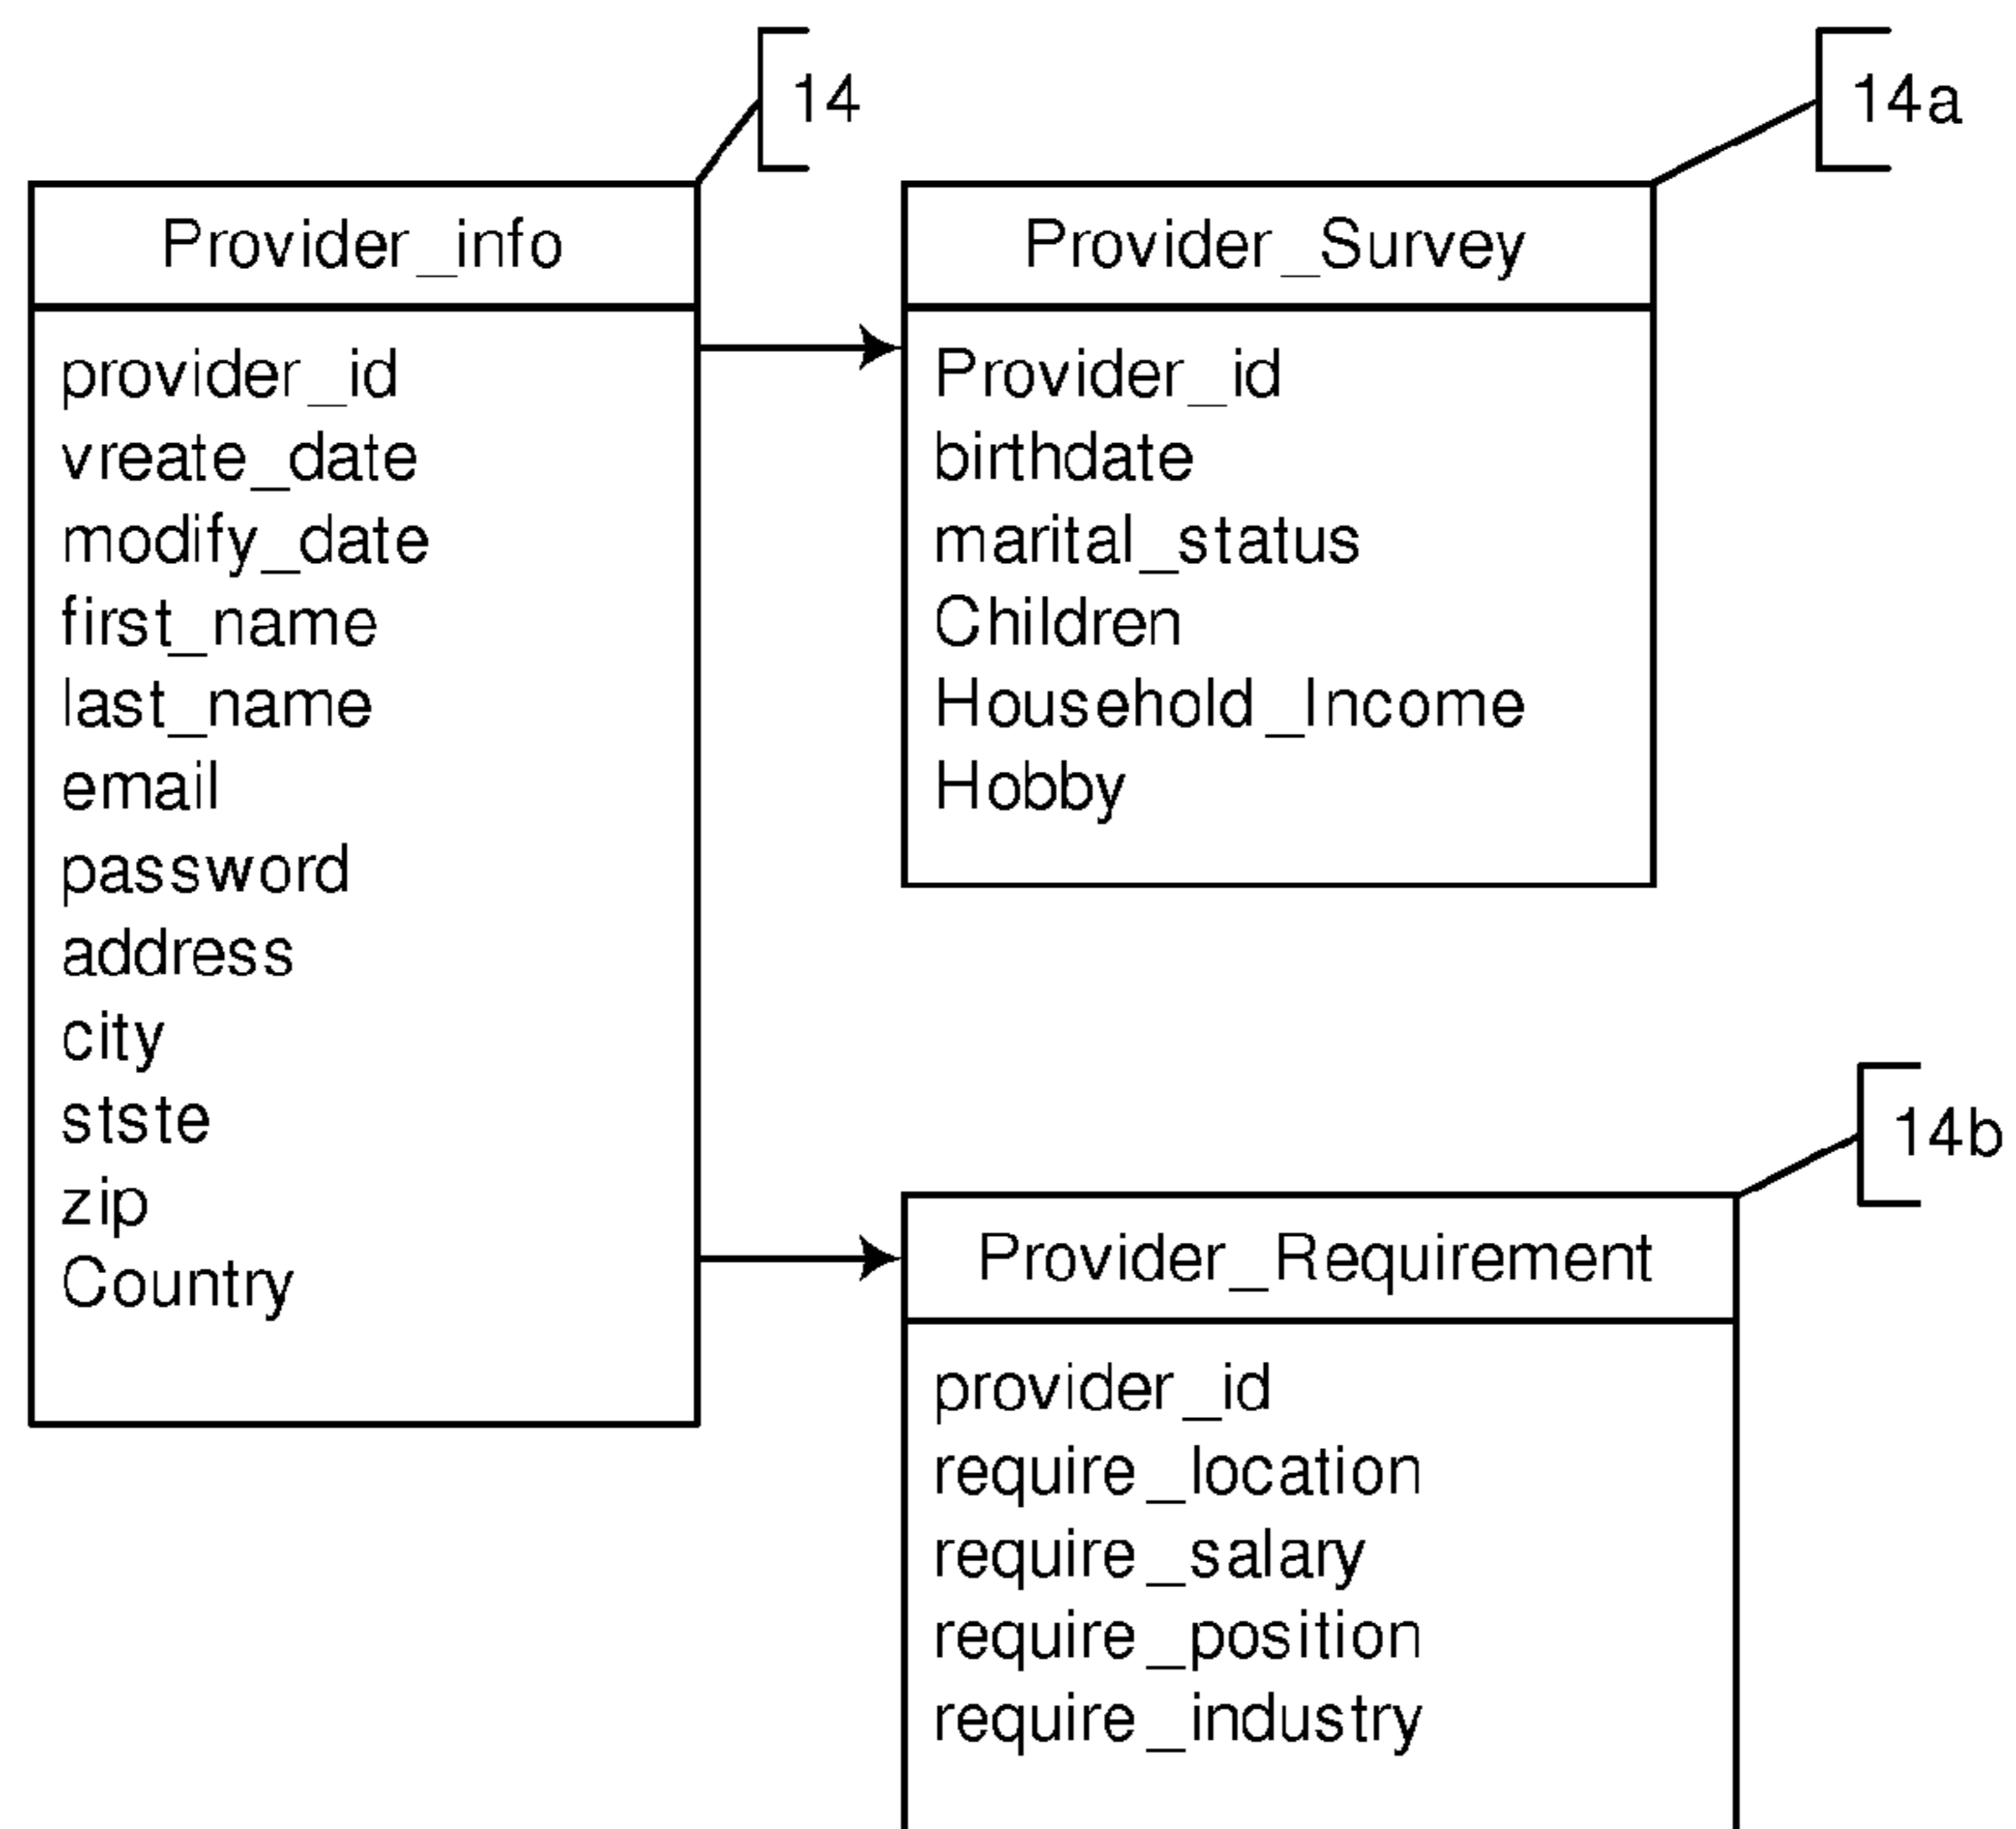 14
Provider_info
provider_id
vreate_date
modify_date
first_name
last_name
email
password
address
city
stste
zip
Country
14a
Provider_Survey
Provider_id
birthdate
marital_status
Children
Household_Income
Hobby
14b
Provider_Requirement
provider_id
require_location
require_salary
require_position
require_industry